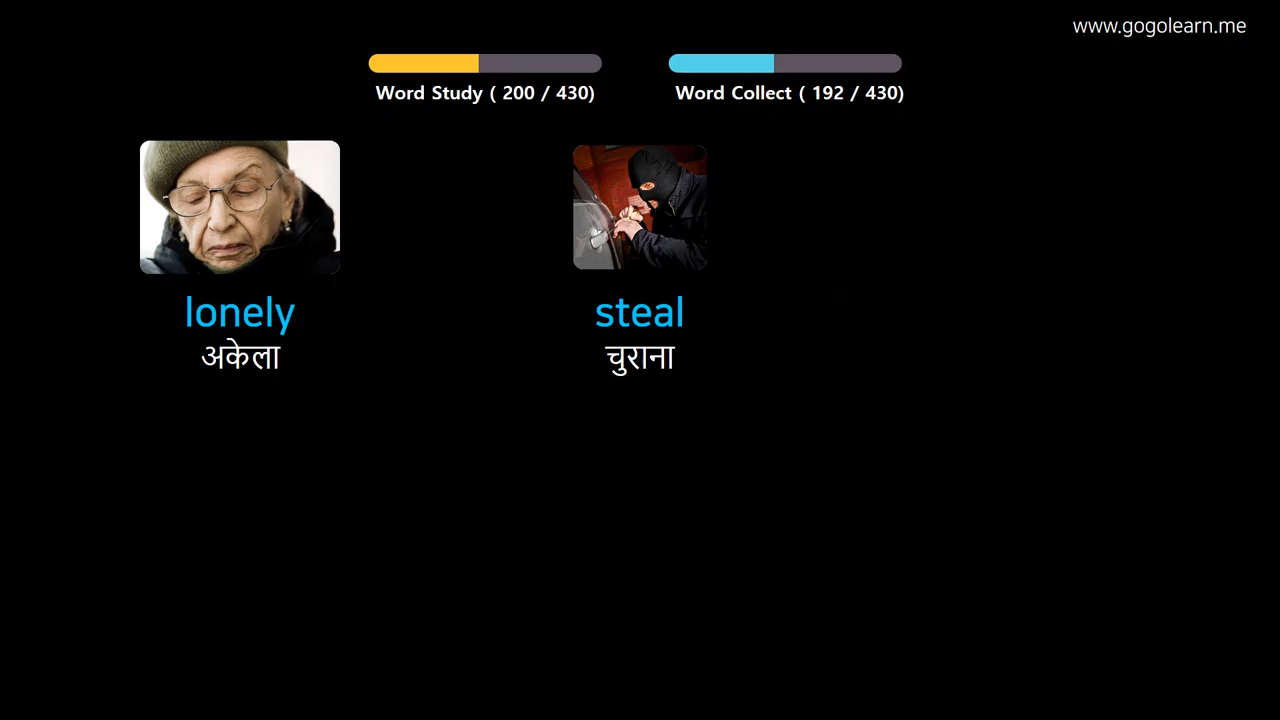 www.gogolearn.me
Word Study ( 200 / 430)
Word Collect ( 192 / 430)
lonely
अकेला
steal
चुराना